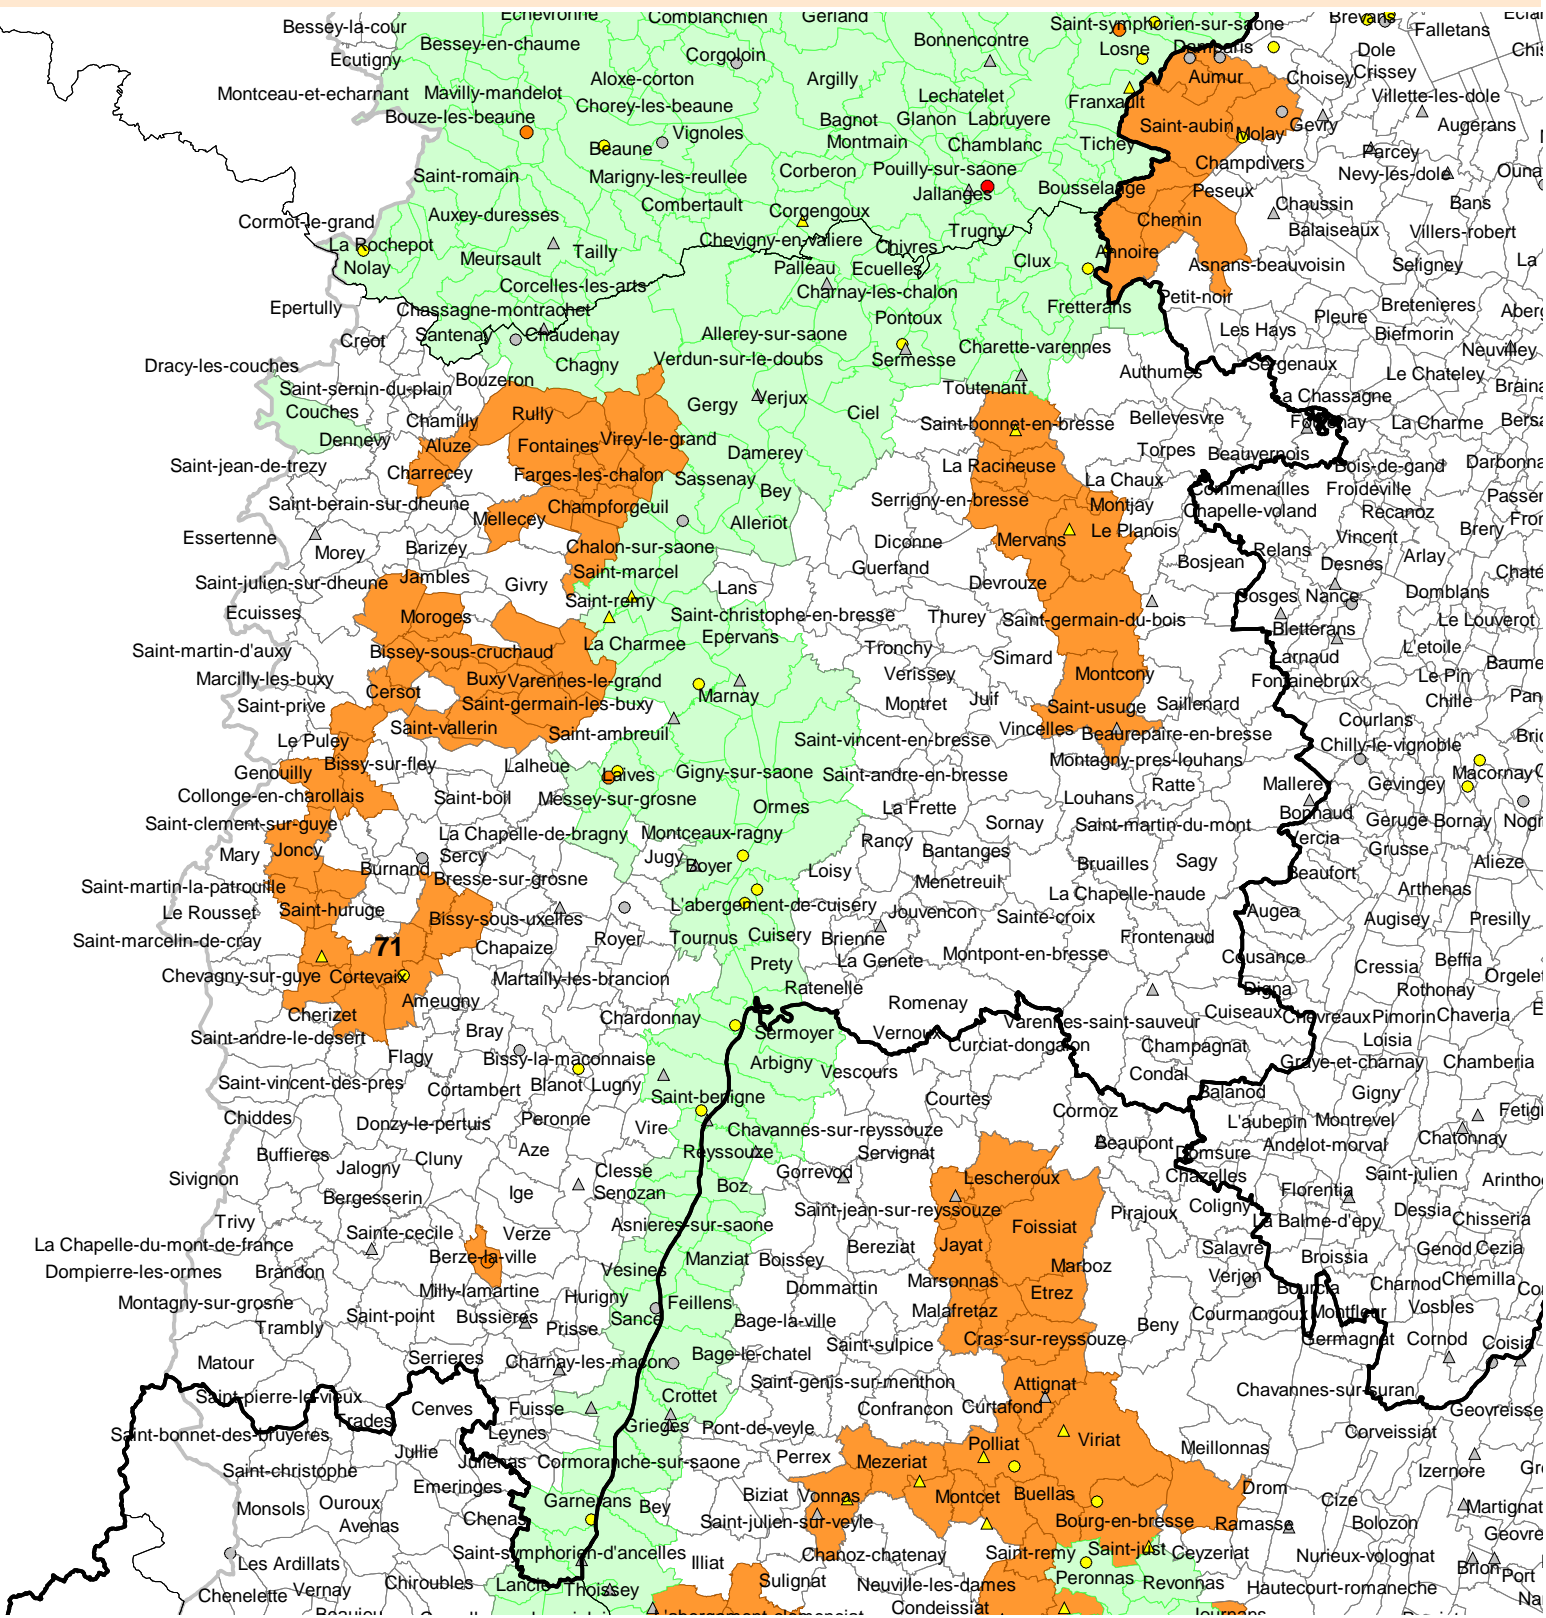 Echevronne
Comblanchien
Gerland
Saint-symphorien-sur-saone
Brevans
Bessey-la-cour
Bessey-en-chaume
Corgoloin
Bonnencontre
Losne
Damparis
Dole
Falletans
Ecutigny
Aloxe-corton
Argilly
Aumur
Choisey
Crissey
Montceau-et-echarnant
Mavilly-mandelot
Chorey-les-beaune
Lechatelet
Franxault
Villette-les-dole
Bouze-les-beaune
Vignoles
Bagnot
Glanon
Labruyere
Saint-aubin
Molay
Gevry
Augerans
Beaune
Montmain
Chamblanc
Tichey
Champdivers
Parcey
Saint-romain
Marigny-les-reullee
Corberon
Pouilly-sur-saone
Bousselange
Peseux
Nevy-les-dole
Combertault
Jallanges
Chaussin
Bans
Cormot-le-grand
Auxey-duresses
Corgengoux
Trugny
Chemin
Balaiseaux
Villers-robert
La Rochepot
Chevigny-en-valiere
Chivres
Nolay
Meursault
Tailly
Palleau
Ecuelles
Clux
Annoire
Asnans-beauvoisin
Seligney
La
Corcelles-les-arts
Charnay-les-chalon
Epertully
Chassagne-montrachet
Pontoux
Fretterans
Petit-noir
Bretenieres
Pleure
Creot
Santenay
Chaudenay
Allerey-sur-saone
Les Hays
Biefmorin
Dracy-les-couches
Chagny
Verdun-sur-le-doubs
Sermesse
Charette-varennes
Neuvilley
Saint-sernin-du-plain
Bouzeron
Toutenant
Authumes
Sergenaux
Le Chateley
Couches
Rully
Gergy
Verjux
Ciel
La Chassagne
Chamilly
Saint-bonnet-en-bresse
Bellevesvre
La Charme
Dennevy
Aluze
Fontaines
Virey-le-grand
Damerey
Torpes
Beauvernois
Saint-jean-de-trezy
Charrecey
Farges-les-chalon
Sassenay
La Racineuse
La Chaux
Bois-de-gand
Saint-berain-sur-dheune
Champforgeuil
Bey
Serrigny-en-bresse
Montjay
Commenailles
Froideville
Mellecey
Alleriot
Chapelle-voland
Recanoz
Essertenne
Morey
Barizey
Chalon-sur-saone
Diconne
Mervans
Le Planois
Vincent
Brery
Relans
Arlay
Saint-julien-sur-dheune
Jambles
Givry
Saint-marcel
Guerfand
Devrouze
Bosjean
Desnes
Ecuisses
Moroges
Saint-remy
Lans
Cosges
Nance
Domblans
Saint-christophe-en-bresse
Thurey
Saint-germain-du-bois
Bletterans
Le Louverot
Saint-martin-d'auxy
Bissey-sous-cruchaud
La Charmee
Epervans
Tronchy
Simard
Larnaud
L'etoile
Marcilly-les-buxy
Cersot
Buxy
Varennes-le-grand
Marnay
Verissey
Montcony
Fontainebrux
Le Pin
Saint-prive
Saint-germain-les-buxy
Montret
Juif
Saint-usuge
Saillenard
Chille
Le Puley
Saint-vallerin
Saint-ambreuil
Saint-vincent-en-bresse
Vincelles
Beaurepaire-en-bresse
Courlans
Genouilly
Bissy-sur-fley
Lalheue
Laives
Gigny-sur-saone
Saint-andre-en-bresse
Montagny-pres-louhans
Chilly-le-vignoble
Collonge-en-charollais
Saint-boil
Messey-sur-grosne
Ormes
La Frette
Louhans
Ratte
Mallerey
Gevingey
Macornay
Saint-clement-sur-guye
La Chapelle-de-bragny
Montceaux-ragny
Sornay
Saint-martin-du-mont
Bonnaud
Geruge
Bornay
Mary
Joncy
Burnand
Sercy
Jugy
Boyer
Loisy
Rancy
Bantanges
Bruailles
Sagy
Vercia
Grusse
Alieze
Saint-martin-la-patrouille
Bresse-sur-grosne
Menetreuil
Beaufort
Arthenas
Le Rousset
Saint-huruge
Bissy-sous-uxelles
L'abergement-de-cuisery
Jouvencon
La Chapelle-naude
Augea
Augisey
Presilly
Saint-marcelin-de-cray
71
Chapaize
Royer
Tournus
Cuisery
Brienne
Sainte-croix
Frontenaud
Chevagny-sur-guye
Cortevaix
Martailly-les-brancion
Prety
La Genete
Montpont-en-bresse
Cousance
Cressia
Beffia
Ameugny
Ratenelle
Digna
Rothonay
Cherizet
Chardonnay
Romenay
Cuiseaux
Chevreaux
Pimorin
Chaveria
Saint-andre-le-desert
Bray
Sermoyer
Vernoux
Varennes-saint-sauveur
Loisia
Flagy
Bissy-la-maconnaise
Arbigny
Curciat-dongalon
Champagnat
Graye-et-charnay
Chamberia
Saint-vincent-des-pres
Cortambert
Blanot
Lugny
Vescours
Condal
Gigny
Chiddes
Donzy-le-pertuis
Peronne
Saint-benigne
Courtes
Cormoz
Balanod
L'aubepin
Montrevel
Vire
Chavannes-sur-reyssouze
Beaupont
Andelot-morval
Chatonnay
Buffieres
Jalogny
Cluny
Aze
Reyssouze
Servignat
Domsure
Sivignon
Bergesserin
Clesse
Gorrevod
Lescheroux
Chazelles
Saint-julien
Ige
Senozan
Boz
Saint-jean-sur-reyssouze
Pirajoux
Coligny
Florentia
Trivy
Sainte-cecile
Verze
Asnieres-sur-saone
Foissiat
La Balme-d'epy
Dessia
Chisseria
La Chapelle-du-mont-de-france
Berze-la-ville
Manziat
Boissey
Bereziat
Jayat
Salavre
Broissia
Genod
Cezia
Dompierre-les-ormes
Brandon
Vesines
Marsonnas
Marboz
Verjon
Bourcia
Charnod
Chemilla
Montagny-sur-grosne
Milly-lamartine
Hurigny
Feillens
Dommartin
Etrez
Courmangoux
Montfleur
Vosbles
Trambly
Saint-point
Bussieres
Prisse
Sance
Bage-la-ville
Malafretaz
Beny
Germagnat
Cornod
Coisia
Matour
Serrieres
Charnay-les-macon
Bage-le-chatel
Saint-sulpice
Cras-sur-reyssouze
Saint-pierre-le-vieux
Crottet
Saint-genis-sur-menthon
Attignat
Chavannes-sur-suran
Trades
Cenves
Fuisse
Confrancon
Curtafond
Saint-bonnet-des-bruyeres
Leynes
Grieges
Pont-de-veyle
Corveissiat
Jullie
Julienas
Cormoranche-sur-saone
Perrex
Mezeriat
Polliat
Viriat
Meillonnas
Saint-christophe
Emeringes
Izernore
Monsols
Ouroux
Garnerans
Bey
Biziat
Vonnas
Montcet
Buellas
Drom
Cize
Martignat
Avenas
Chenas
Saint-julien-sur-veyle
Bourg-en-bresse
Ramasse
Bolozon
Les Ardillats
Saint-symphorien-d'ancelles
Illiat
Chanoz-chatenay
Saint-remy
Saint-just
Ceyzeriat
Nurieux-volognat
Brion
Port
Chenelette
Vernay
Chiroubles
Lancie
Thoissey
Sulignat
Neuville-les-dames
Peronnas
Revonnas
Hautecourt-romaneche
Condeissiat